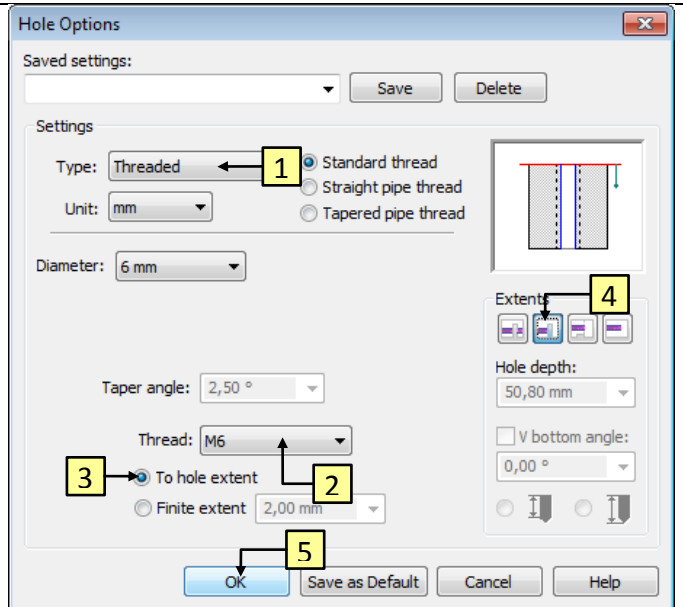 Hole Options
Saved settings:
Save Delete
Settings
Type: Threaded 1 Standard thread
Straight pipe thread
Unit: mm Tapered pipe thread
Diameter: 6 mm
Extents 4
Hole depth:
Taper angle: 2,50 ° 50,80 mm
Thread: M6 V bottom angle:
3 To hole extent 2 0,00 °
Finite extent 2,00 mm
5
OK Save as Default Cancel Help